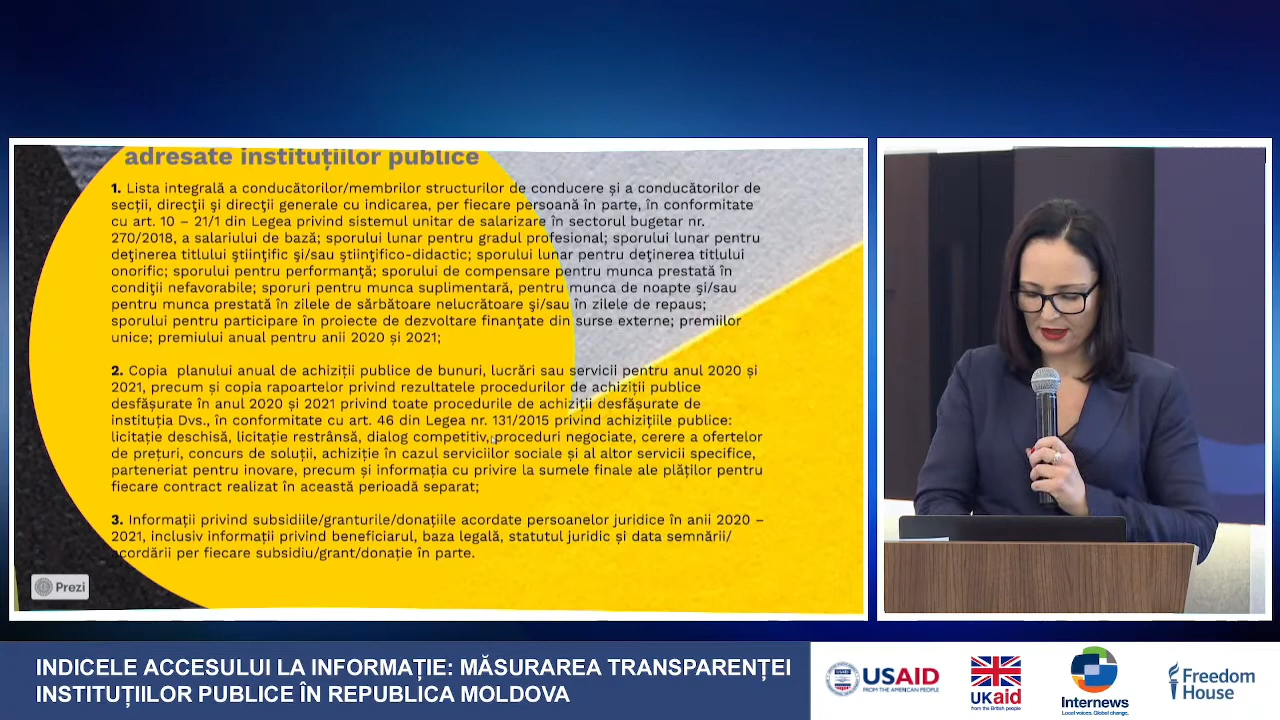 adresate instituțiilor publice
1. Lista integrală a conducătorilor/membrilor structurilor de conducere și a conducătorilor de
secții, direcţii şi direcţii generale cu indicarea, per fiecare persoană în parte, în conformitate
cu art. 10 – 21/1 din Legea privind sistemul unitar de salarizare în sectorul bugetar nr.
270/2018, a salariului de bază; sporului lunar pentru gradul profesional; sporului lunar pentru
deţinerea titlului ştiinţific şi/sau ştiinţifico-didactic; sporului lunar pentru deţinerea titlului
onorific; sporului pentru performanţă; sporului de compensare pentru munca prestată în
condiţii nefavorabile; sporuri pentru munca suplimentară, pentru munca de noapte şi/sau
pentru munca prestată în zilele de sărbătoare nelucrătoare şi/sau în zilele de repaus;
sporului pentru participare în proiecte de dezvoltare finanţate din surse externe; premiilor
unice; premiului anual pentru anii 2020 și 2021;
2. Copia planului anual de achiziții publice de bunuri, lucrări sau servicii pentru anul 2020 și
2021, precum și copia rapoartelor privind rezultatele procedurilor de achiziții publice
desfășurate în anul 2020 și 2021 privind toate procedurile de achiziții desfășurate de
instituția Dvs., în conformitate cu art. 46 din Legea nr. 131/2015 privind achizițiile publice:
licitație deschisă, licitație restrânsă, dialog competitiv, proceduri negociate, cerere a ofertelor
de prețuri, concurs de soluții, achiziție în cazul serviciilor sociale și al altor servicii specifice,
parteneriat pentru inovare, precum și informația cu privire la sumele finale ale plăților pentru
fiecare contract realizat în această perioadă separat;
3. Informații privind subsidiile/granturile/donațiile acordate persoanelor juridice în anii 2020 –
2021, inclusiv informații privind beneficiarul, baza legală, statutul juridic și data semnării/
acordării per fiecare subsidiu/grant/donație în parte.
Prezi
INDICELE ACCESULUI LA INFORMAȚIE: MĂSURAREA TRANSPARENȚEI
INSTITUȚIILOR PUBLICE ÎN REPUBLICA MOLDOVA
USAID
FROM THE AMERICAN PEOPLE
UKaid
from the British people
Internews
Local voices. Global change.
Freedom
House